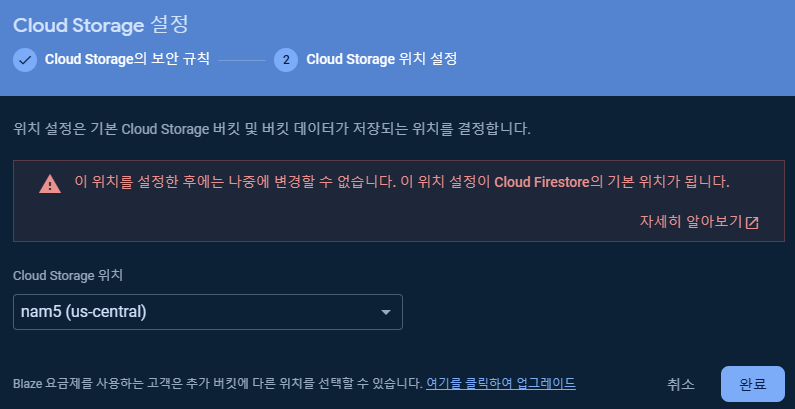 Cloud Storage 설정
Cloud Storage의 보안 규칙
2 Cloud Storage 위치 설정
위치 설정은 기본 Cloud Storage 버킷 및 버킷 데이터가 저장되는 위치를 결정합니다.
이 위치를 설정한 후에는 나중에 변경할 수 없습니다. 이 위치 설정이 Cloud Firestore의 기본 위치가 됩니다.
자세히 알아보기
Cloud Storage 위치
nam5 (us-central)
Blaze 요금제를 사용하는 고객은 추가 버킷에 다른 위치를 선택할 수 있습니다. 여기를 클릭하여 업그레이드
취소
완료